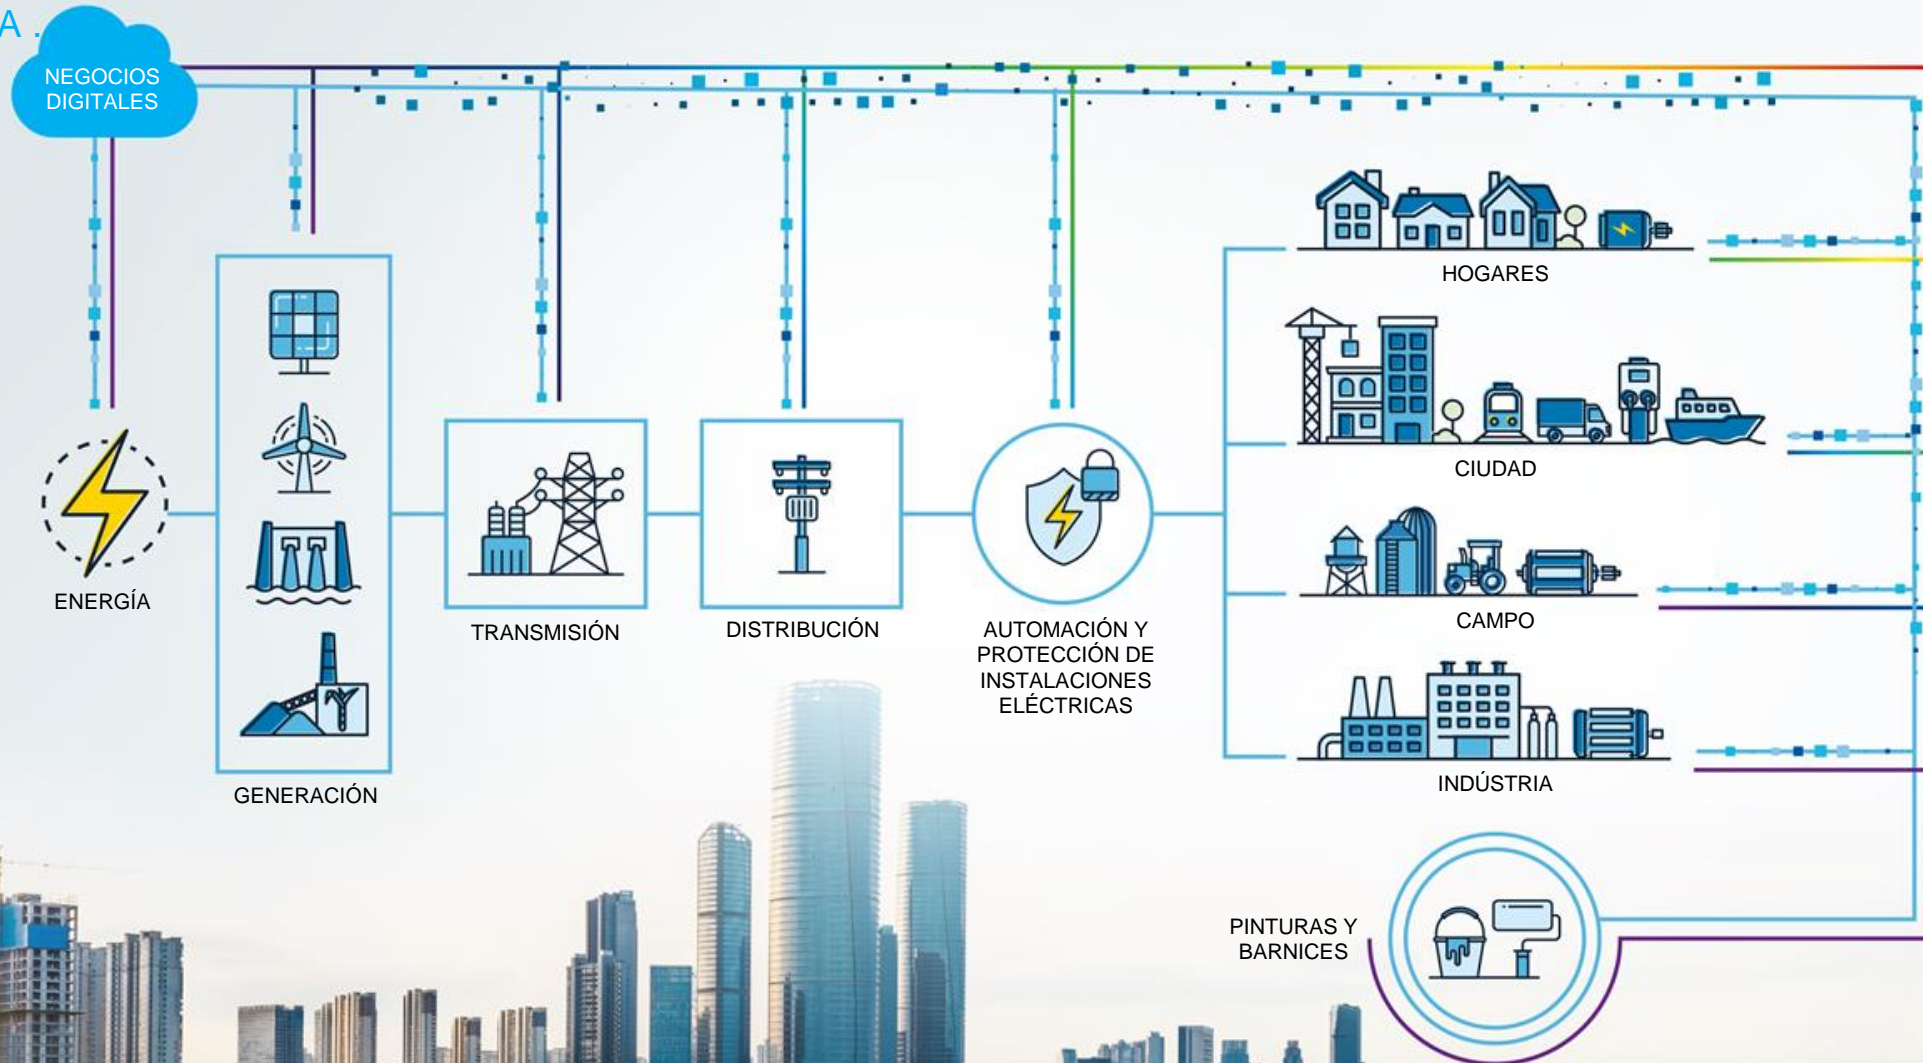 A .
NEGOCIOS
DIGITALES
ENERGÍA
GENERACIÓN
TRANSMISIÓN
DISTRIBUCIÓN
AUTOMACIÓN Y
PROTECCIÓN DE
INSTALACIONES
ELÉCTRICAS
HOGARES
CIUDAD
CAMPO
INDÚSTRIA
PINTURAS Y
BARNICES